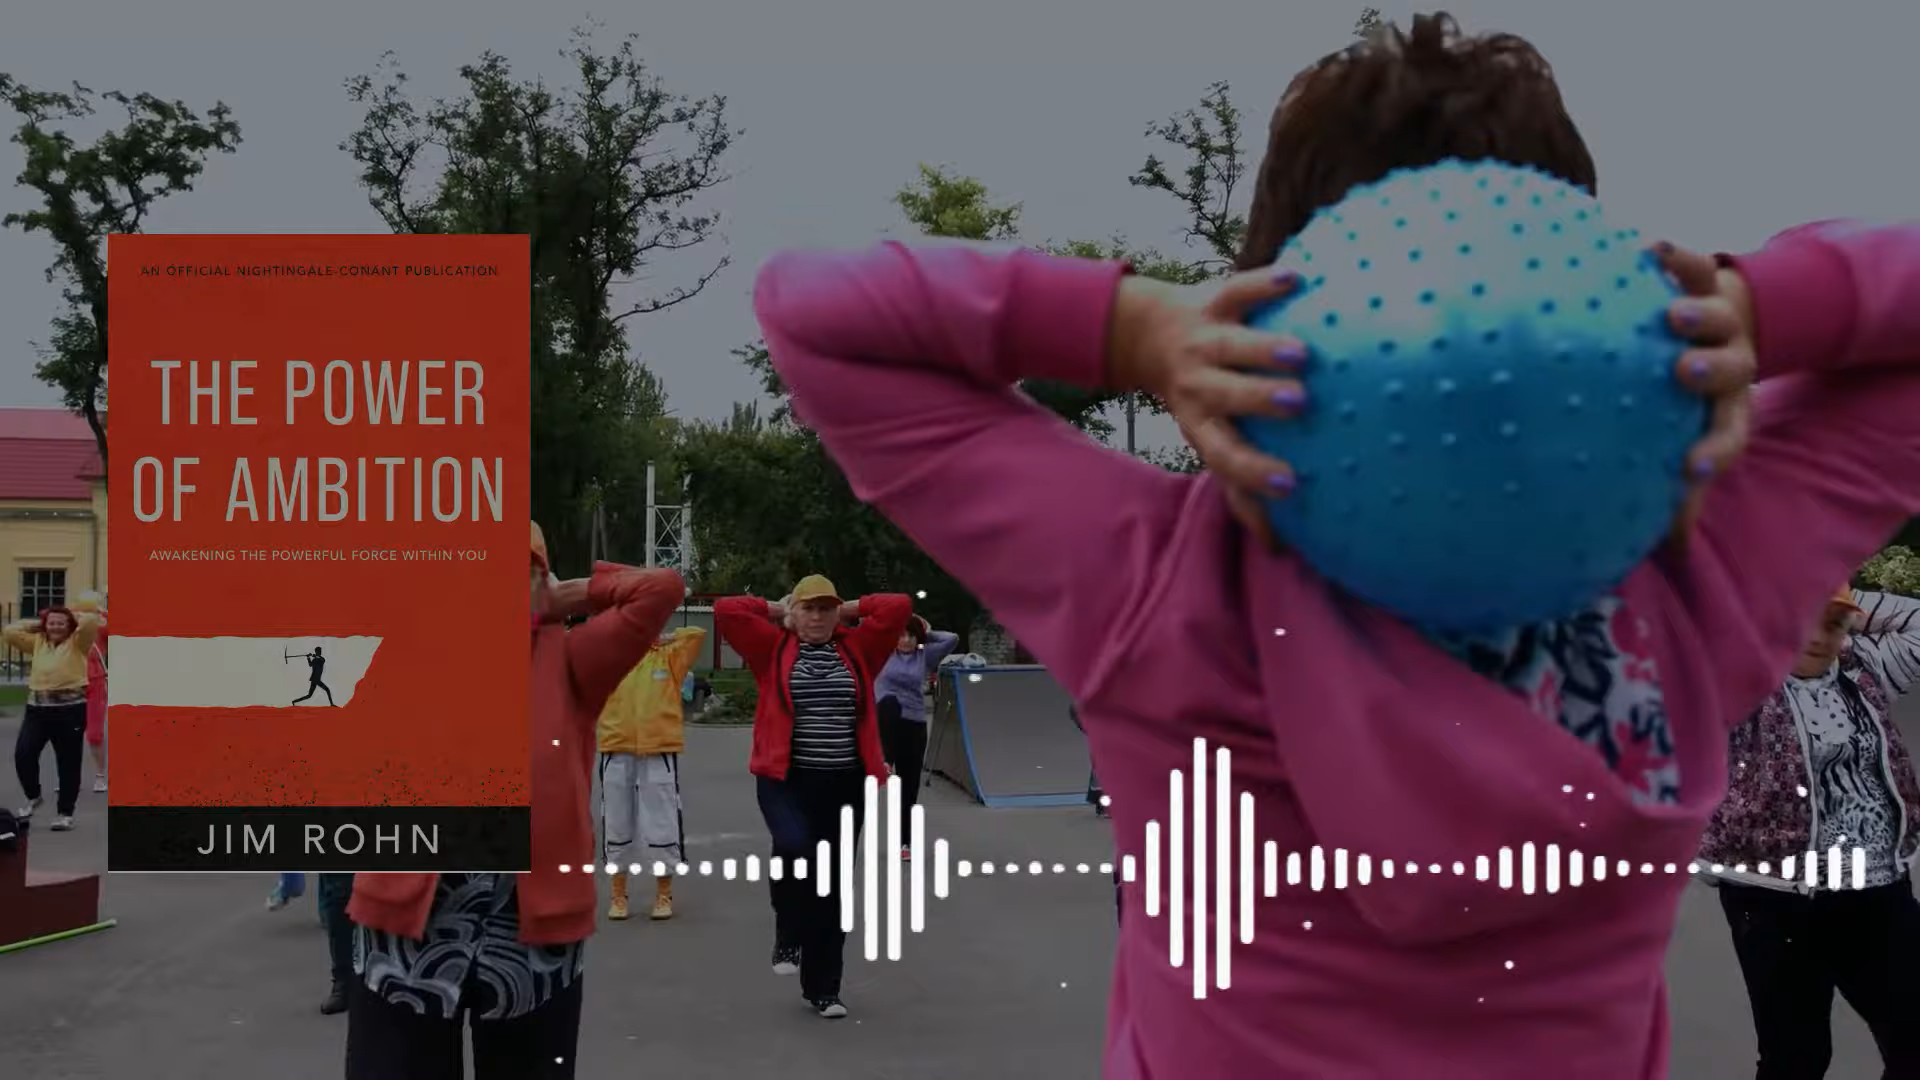 AN OFFICIAL NIGHTINGALE-CONANT PUBLICATION
THE POWER
OF AMBITION
AWAKENING THE POWERFUL FORCE WITHIN YOU
JIM ROHN